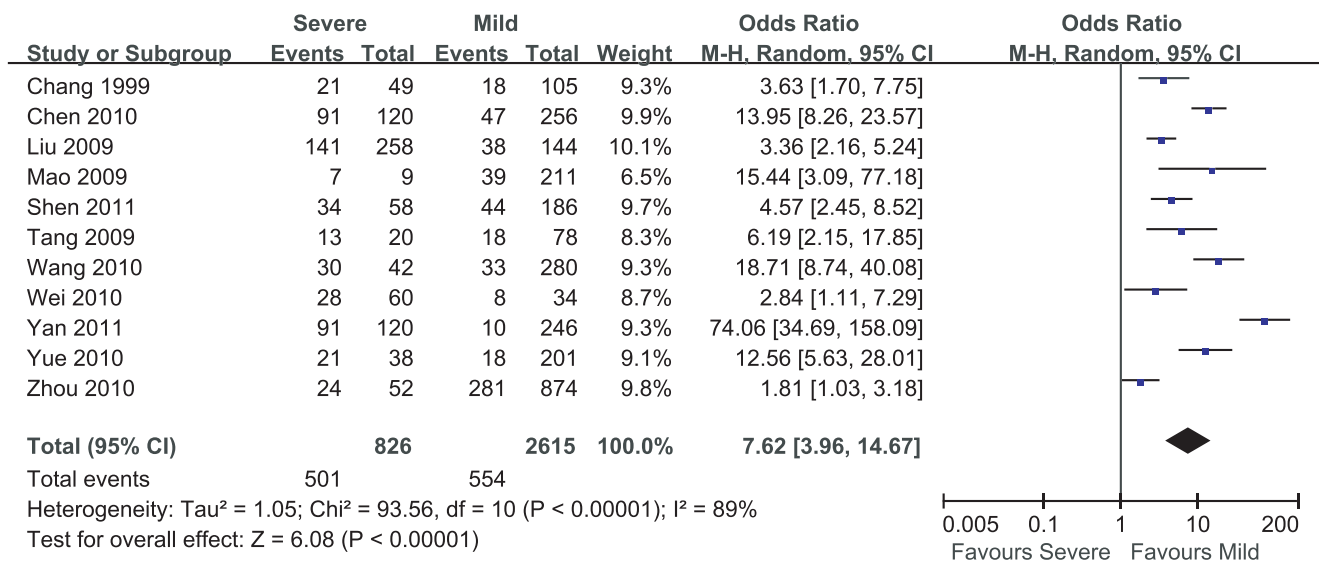 Severe Mild Odds Ratio Odds Ratio
Study or Subgroup Events Total Events Total Weight M-H, Random, 95% CI M-H, Random, 95% CI
Chang 1999 21 49 18 105 9.3% 3.63 [1.70, 7.75]
Chen 2010 91 120 47 256 9.9% 13.95 [8.26, 23.57]
Liu 2009 141 258 38 144 10.1% 3.36 [2.16, 5.24]
Mao 2009 7 9 39 211 6.5% 15.44 [3.09, 77.18]
Shen 2011 34 58 44 186 9.7% 4.57 [2.45, 8.52]
Tang 2009 13 20 18 78 8.3% 6.19 [2.15, 17.85]
Wang 2010 30 42 33 280 9.3% 18.71 [8.74, 40.08]
Wei 2010 28 60 8 34 8.7% 2.84 [1.11, 7.29]
Yan 2011 91 120 10 246 9.3% 74.06 [34.69, 158.09]
Yue 2010 21 38 18 201 9.1% 12.56 [5.63, 28.01]
Zhou 2010 24 52 281 874 9.8% 1.81 [1.03, 3.18]
Total (95% CI) 826 2615 100.0% 7.62 [3.96, 14.67]
Total events 501 554
Heterogeneity: Tau² = 1.05; Chi² = 93.56, df = 10 (P < 0.00001); I² = 89%
Test for overall effect: Z = 6.08 (P < 0.00001)
0.005 0.1 1 10 200
Favours Severe Favours Mild